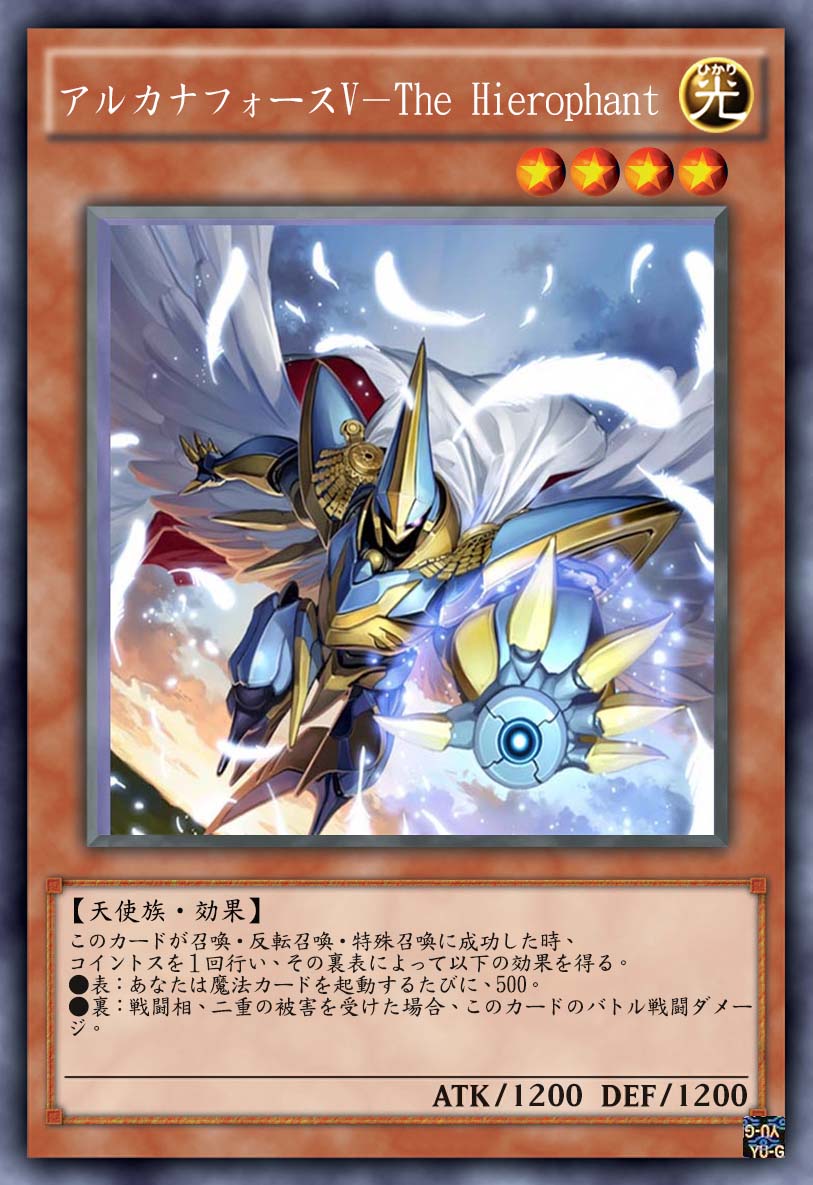 アルカナフォースV－The Hierophant
ひかり
光
【天使族・効果】
このカードが召喚・反転召喚・特殊召喚に成功した時、
コイントスを１回行い、その裏表によって以下の効果を得る。
●表：あなたは魔法カードを起動するたびに、500。
●裏：戦闘相、二重の被害を受けた場合、このカードのバトル戦闘ダメー
ジ。
ATK/1200 DEF/1200
YU-G
YU-G